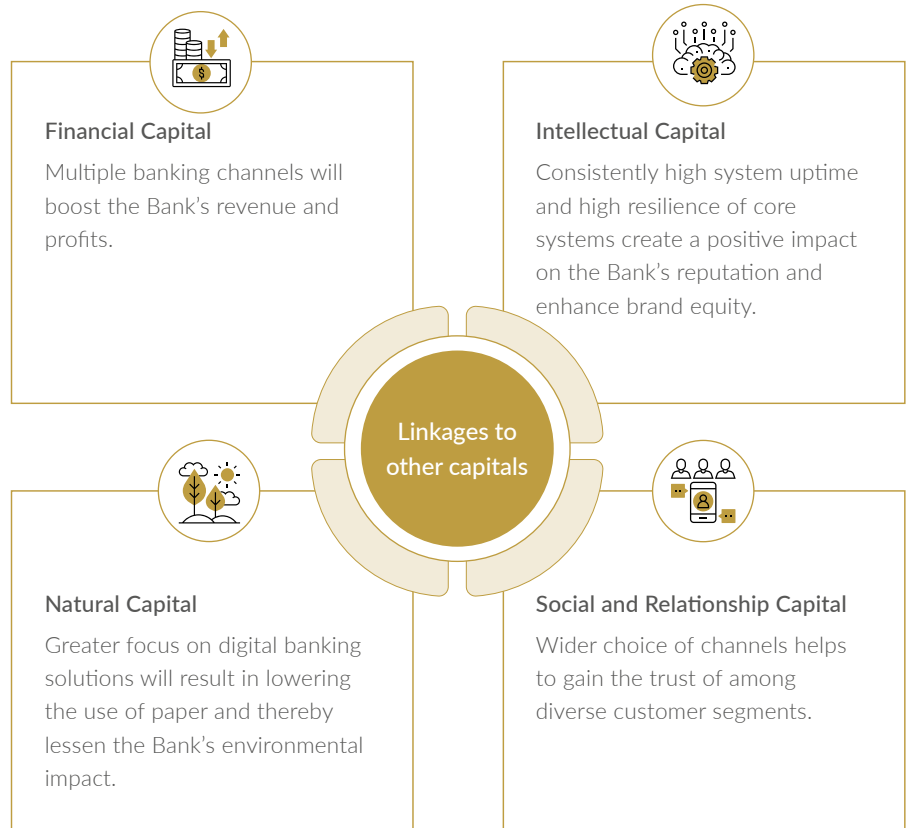 Financial Capital
Multiple banking channels will
boost the Bank's revenue and
profits.
Intellectual Capital
Consistently high system uptime
and high resilience of core
systems create a positive impact
on the Bank's reputation and
enhance brand equity.
Linkages to
other capitals
Natural Capital
Greater focus on digital banking
solutions will result in lowering
the use of paper and thereby
lessen the Bank's environmental
impact.
Social and Relationship Capital
Wider choice of channels helps
to gain the trust of among
diverse customer segments.